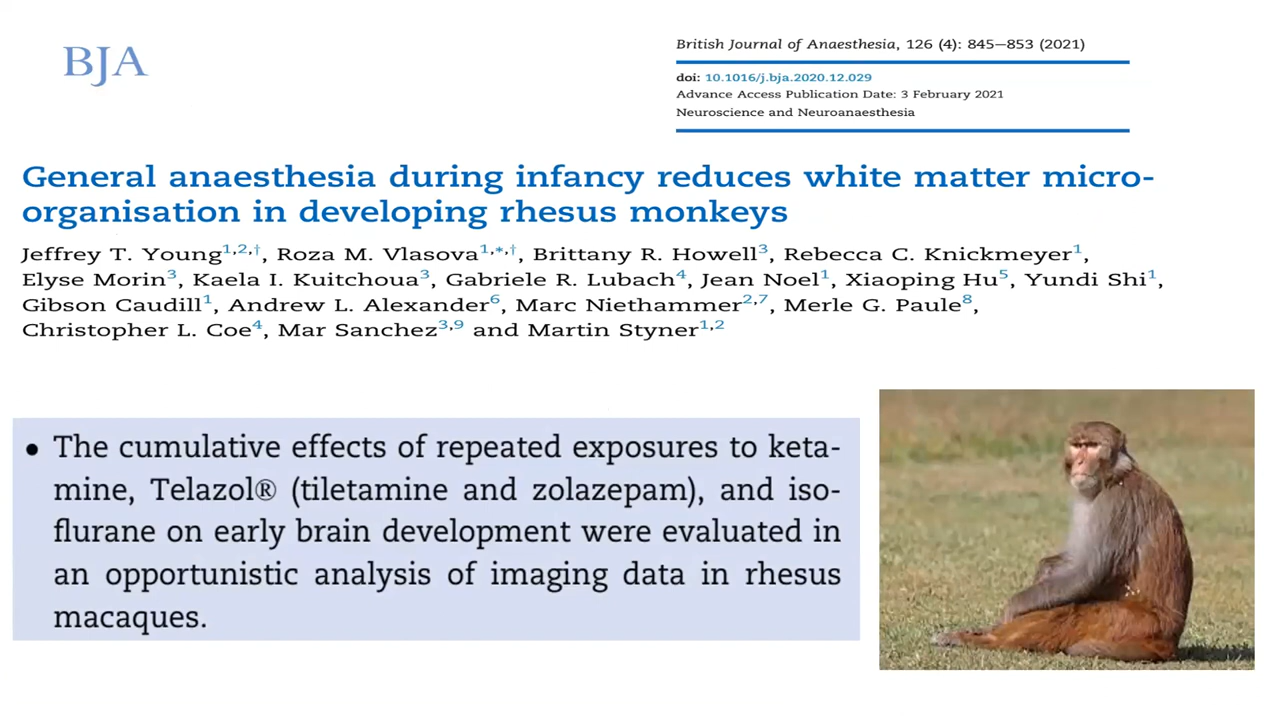 BJA
British Journal of Anaesthesia, 126 (4): 845—853 (2021)
doi: 10.1016/j.bja.2020.12.029
Advance Access Publication Date: 3 February 2021
Neuroscience and Neuroanaesthesia
General anaesthesia during infancy reduces white matter micro-
organisation in developing rhesus monkeys
Jeffrey T. Young1,2,†, Roza M. Vlasova1,*,†, Brittany R. Howell3, Rebecca C. Knickmeyer1,
Elyse Morin3, Kaela I. Kuitchoua3, Gabriele R. Lubach4, Jean Noel1, Xiaoping Hu5, Yundi Shi1,
Gibson Caudill1, Andrew L. Alexander6, Marc Niethammer2,7, Merle G. Paule8,
Christopher L. Coe4, Mar Sanchez3,9 and Martin Styner1,2
• The cumulative effects of repeated exposures to keta-
mine, Telazol® (tiletamine and zolazepam), and iso-
flurane on early brain development were evaluated in
an opportunistic analysis of imaging data in rhesus
macaques.